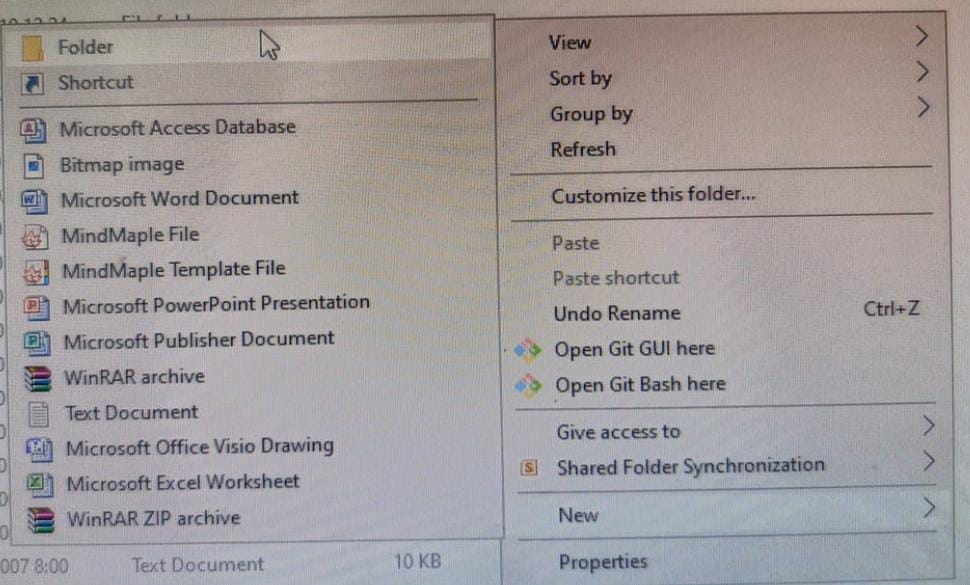 Folder
Shortcut
Microsoft Access Database
Bitmap image
Microsoft Word Document
MindMaple File
MindMaple Template File
Microsoft PowerPoint Presentation
Microsoft Publisher Document
WinRAR archive
Text Document
Microsoft Office Visio Drawing
Microsoft Excel Worksheet
WinRAR ZIP archive
007 8:00 Text Document 10 KB
View
Sort by
Group by
Refresh
Customize this folder...
Paste
Paste shortcut
Undo Rename Ctrl+Z
Open Git GUI here
Open Git Bash here
Give access to
Shared Folder Synchronization
New
Properties